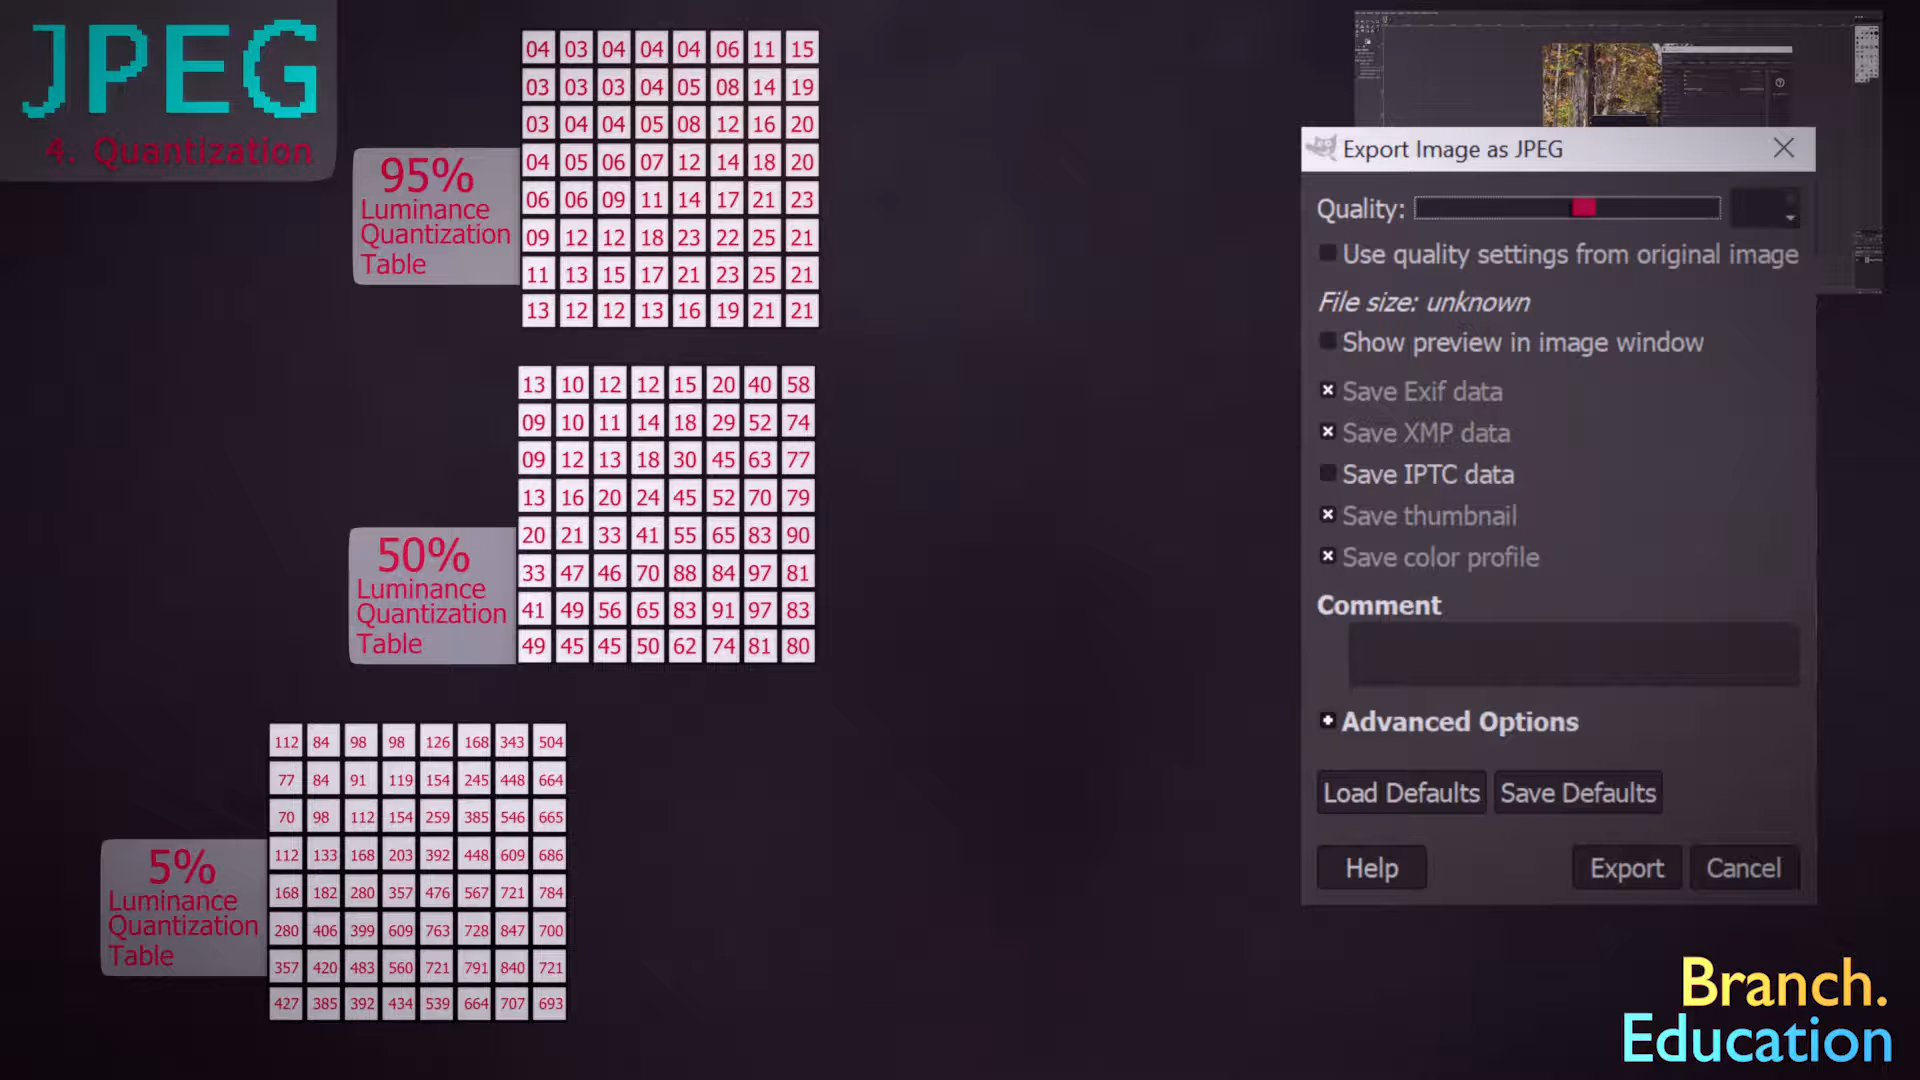 JPEG
4. Quantization
95%
Luminance
Quantization
Table
04 03 04 04 04 06 11 15
03 03 03 04 05 08 14 19
03 04 04 05 08 12 16 20
04 05 06 07 12 14 18 20
06 06 09 11 14 17 21 23
09 12 12 18 23 22 25 21
11 13 15 17 21 23 25 21
13 12 12 13 16 19 21 21
50%
Luminance
Quantization
Table
13 10 12 12 15 20 40 58
09 10 11 14 18 29 52 74
09 12 13 18 30 45 63 77
13 16 20 24 45 52 70 79
20 21 33 41 55 65 83 90
33 47 46 70 88 84 97 81
41 49 56 65 83 91 97 83
49 45 45 50 62 74 81 80
5%
Luminance
Quantization
Table
112 84 98 98 126 168 343 504
77 84 91 119 154 245 448 664
70 98 112 154 259 385 546 665
112 133 168 203 392 448 609 686
168 182 280 357 476 567 721 784
280 406 399 609 763 728 847 700
357 420 483 560 721 791 840 721
427 385 392 434 539 664 707 693
Export Image as JPEG
Quality:
Use quality settings from original image
File size: unknown
Show preview in image window
Save Exif data
Save XMP data
Save IPTC data
Save thumbnail
Save color profile
Comment
Advanced Options
Load Defaults Save Defaults
Help Export Cancel
Branch.
Education